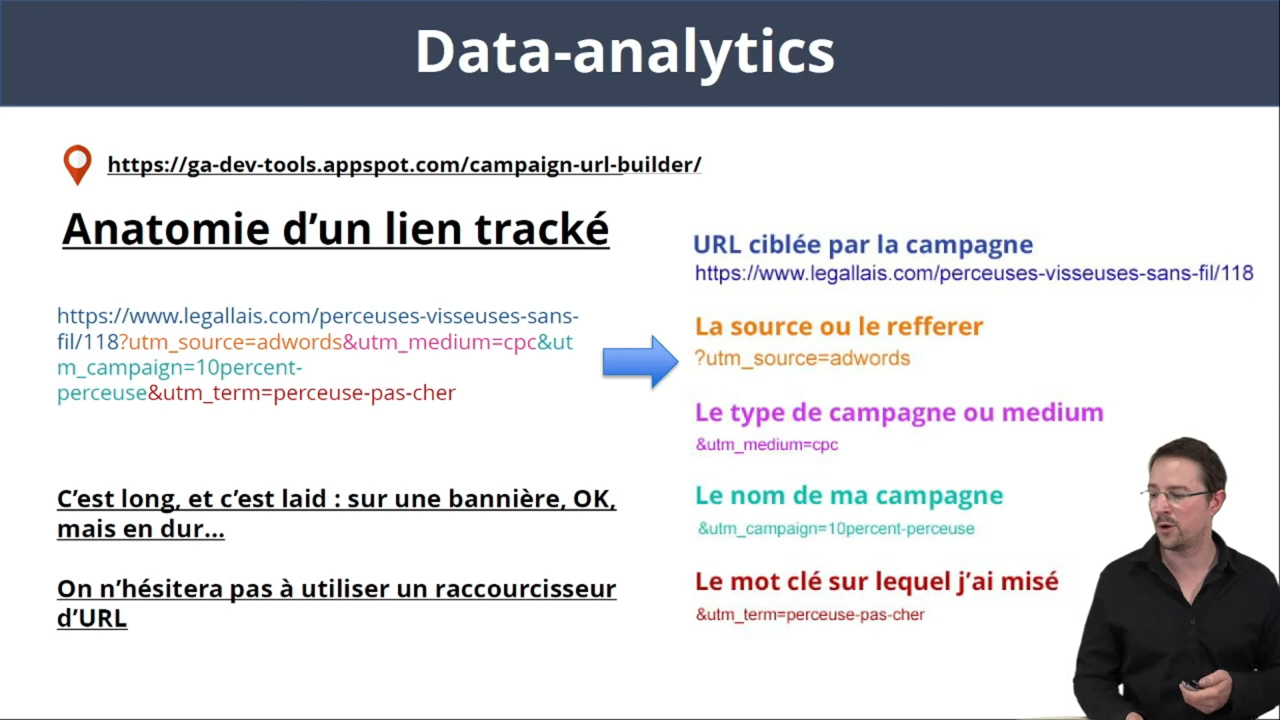 Data-analytics
https://ga-dev-tools.appspot.com/campaign-url-builder/
Anatomie d’un lien tracké
https://www.legallais.com/perceuses-visseuses-sans-
fil/118?utm_source=adwords&utm_medium=cpc&ut
m_campaign=10percent-
perceuse&utm_term=perceuse-pas-cher
C’est long, et c’est laid : sur une bannière, OK,
mais en dur...
On n’hésitera pas à utiliser un raccourcisseur
d’URL
URL ciblée par la campagne
https://www.legallais.com/perceuses-visseuses-sans-fil/118
La source ou le refferer
?utm_source=adwords
Le type de campagne ou medium
&utm_medium=cpc
Le nom de ma campagne
&utm_campaign=10percent-perceuse
Le mot clé sur lequel j’ai misé
&utm_term=perceuse-pas-cher